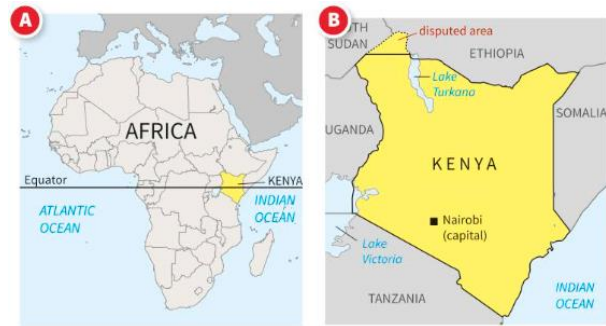 A
AFRICA
Equator
KENYA
ATLANTIC
OCEAN
INDIAN
OCEAN
B
SOUTH
SUDAN
disputed area
ETHIOPIA
Lake
Turkana
UGANDA
SOMALIA
KENYA
Nairobi
(capital)
Lake
Victoria
TANZANIA
INDIAN
OCEAN